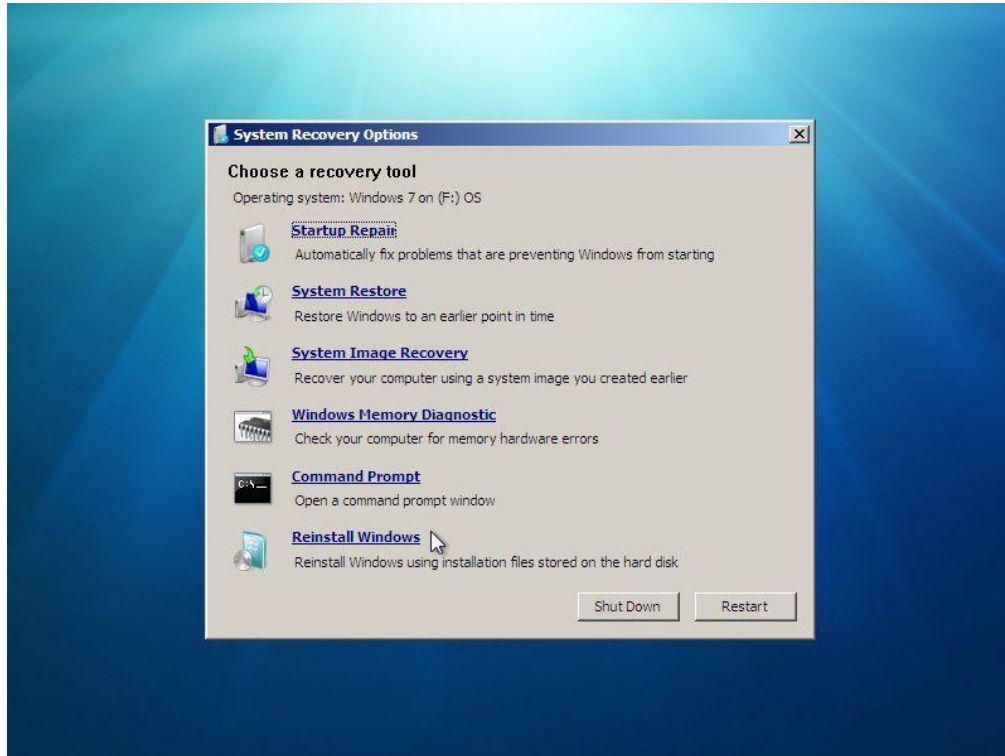 System Recovery Options
Choose a recovery tool
Operating system: Windows 7 on (F:) OS
Startup Repair
Automatically fix problems that are preventing Windows from starting
System Restore
Restore Windows to an earlier point in time
System Image Recovery
Recover your computer using a system image you created earlier
Windows Memory Diagnostic
Check your computer for memory hardware errors
Command Prompt
C:\_
Open a command prompt window
Reinstall Windows
Reinstall Windows using installation files stored on the hard disk
Shut Down Restart